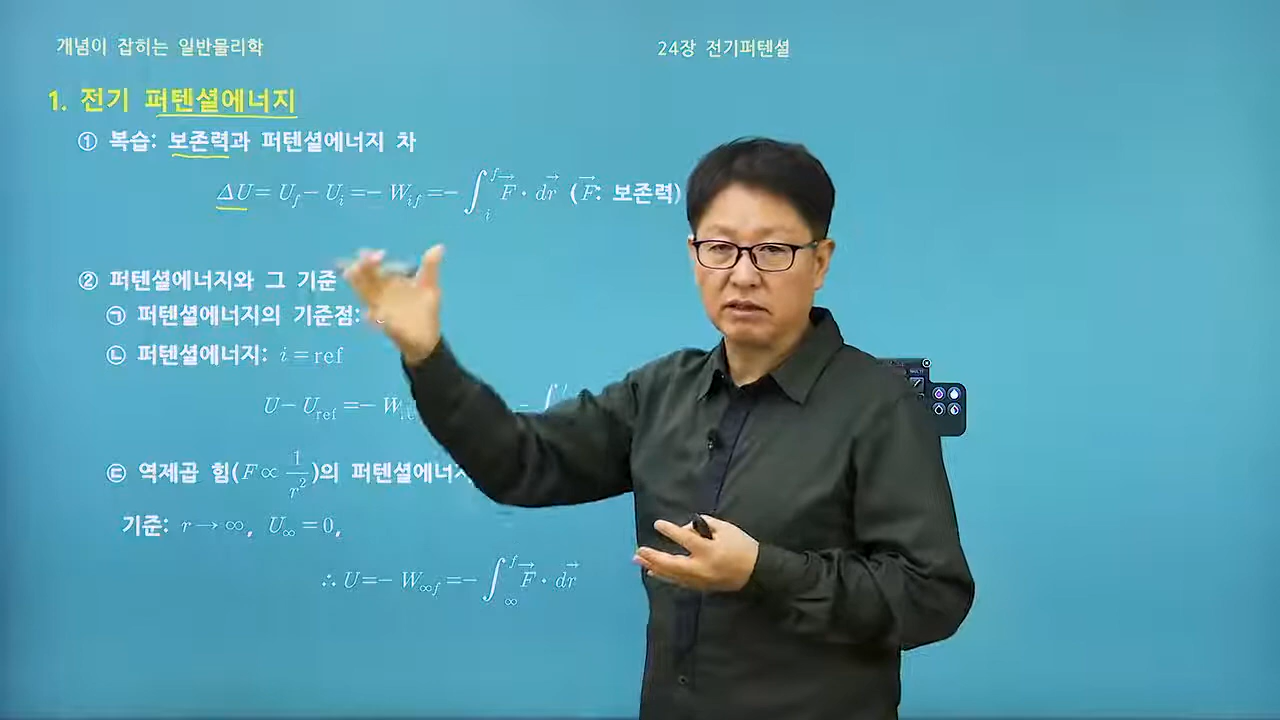 개념이 잡히는 일반물리학
24장 전기퍼텐셜
1. 전기 퍼텐셜에너지
① 복습: 보존력과 퍼텐셜에너지 차
ΔU = U_f − U_i = − W_{if} = − ∫_i^f F⃗ · dr⃗ (F⃗: 보존력)
② 퍼텐셜에너지와 그 기준
㉠ 퍼텐셜에너지의 기준점:
㉡ 퍼텐셜에너지: i = ref
U − U_{ref} = − W
㉢ 역제곱 힘(F ∝ 1/r²)의 퍼텐셜에너지
기준: r → ∞, U_∞ = 0,
∴ U = − W_{∞f} = − ∫_∞^f F⃗ · dr⃗